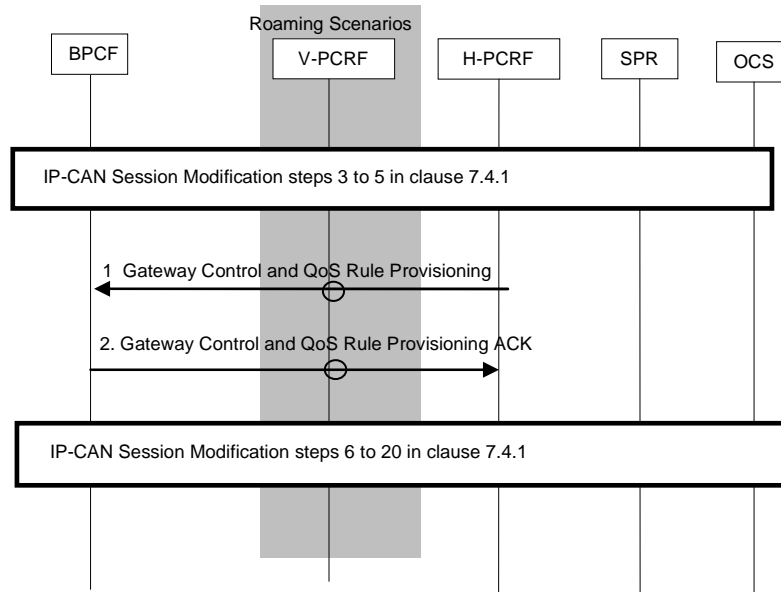 Roaming Scenarios
BPCF
V-PCRF
H-PCRF
SPR
OCS
IP-CAN Session Modification steps 3 to 5 in clause 7.4.1
1 Gateway Control and QoS Rule Provisioning
2. Gateway Control and QoS Rule Provisioning ACK
IP-CAN Session Modification steps 6 to 20 in clause 7.4.1